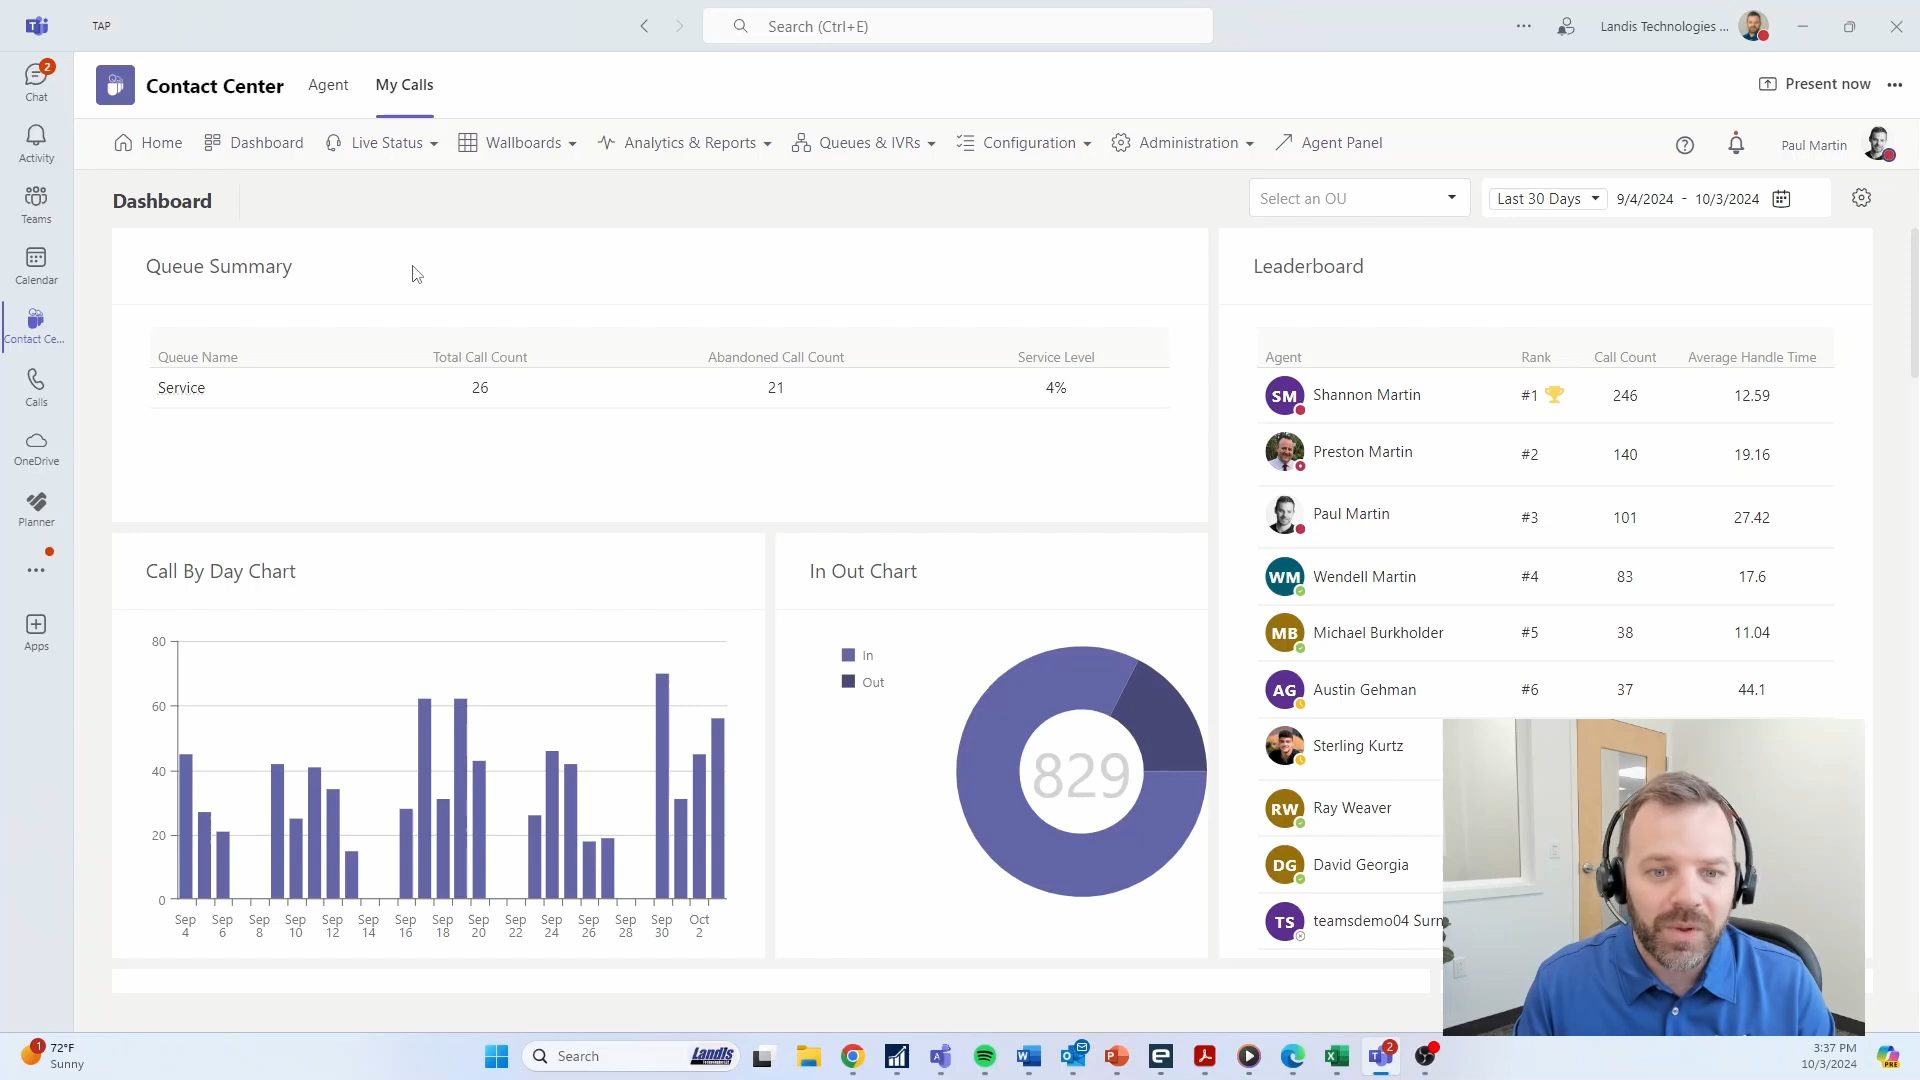 TAP
Search (Ctrl+E)
Landis Technologies ...
2
Chat
Activity
Teams
Calendar
Contact Ce...
Calls
OneDrive
Planner
Apps
Contact Center
Agent
My Calls
Present now
Home
Dashboard
Live Status
Wallboards
Analytics & Reports
Queues & IVRs
Configuration
Administration
Agent Panel
Paul Martin
Dashboard
Select an OU
Last 30 Days
9/4/2024 - 10/3/2024
Queue Summary
Queue Name Total Call Count Abandoned Call Count Service Level
Service 26 21 4%
Call By Day Chart
80
60
40
20
0
Sep 4
Sep 6
Sep 8
Sep 10
Sep 12
Sep 14
Sep 16
Sep 18
Sep 20
Sep 22
Sep 24
Sep 26
Sep 28
Sep 30
Oct 2
In Out Chart
In
Out
829
Leaderboard
Agent Rank Call Count Average Handle Time
SM Shannon Martin #1 246 12.59
Preston Martin #2 140 19.16
Paul Martin #3 101 27.42
WM Wendell Martin #4 83 17.6
MB Michael Burkholder #5 38 11.04
AG Austin Gehman #6 37 44.1
Sterling Kurtz
RW Ray Weaver
DG David Georgia
TS teamsdemo04 Surn
1
72°F
Sunny
Search
Landis
2
3:37 PM
10/3/2024
PRE